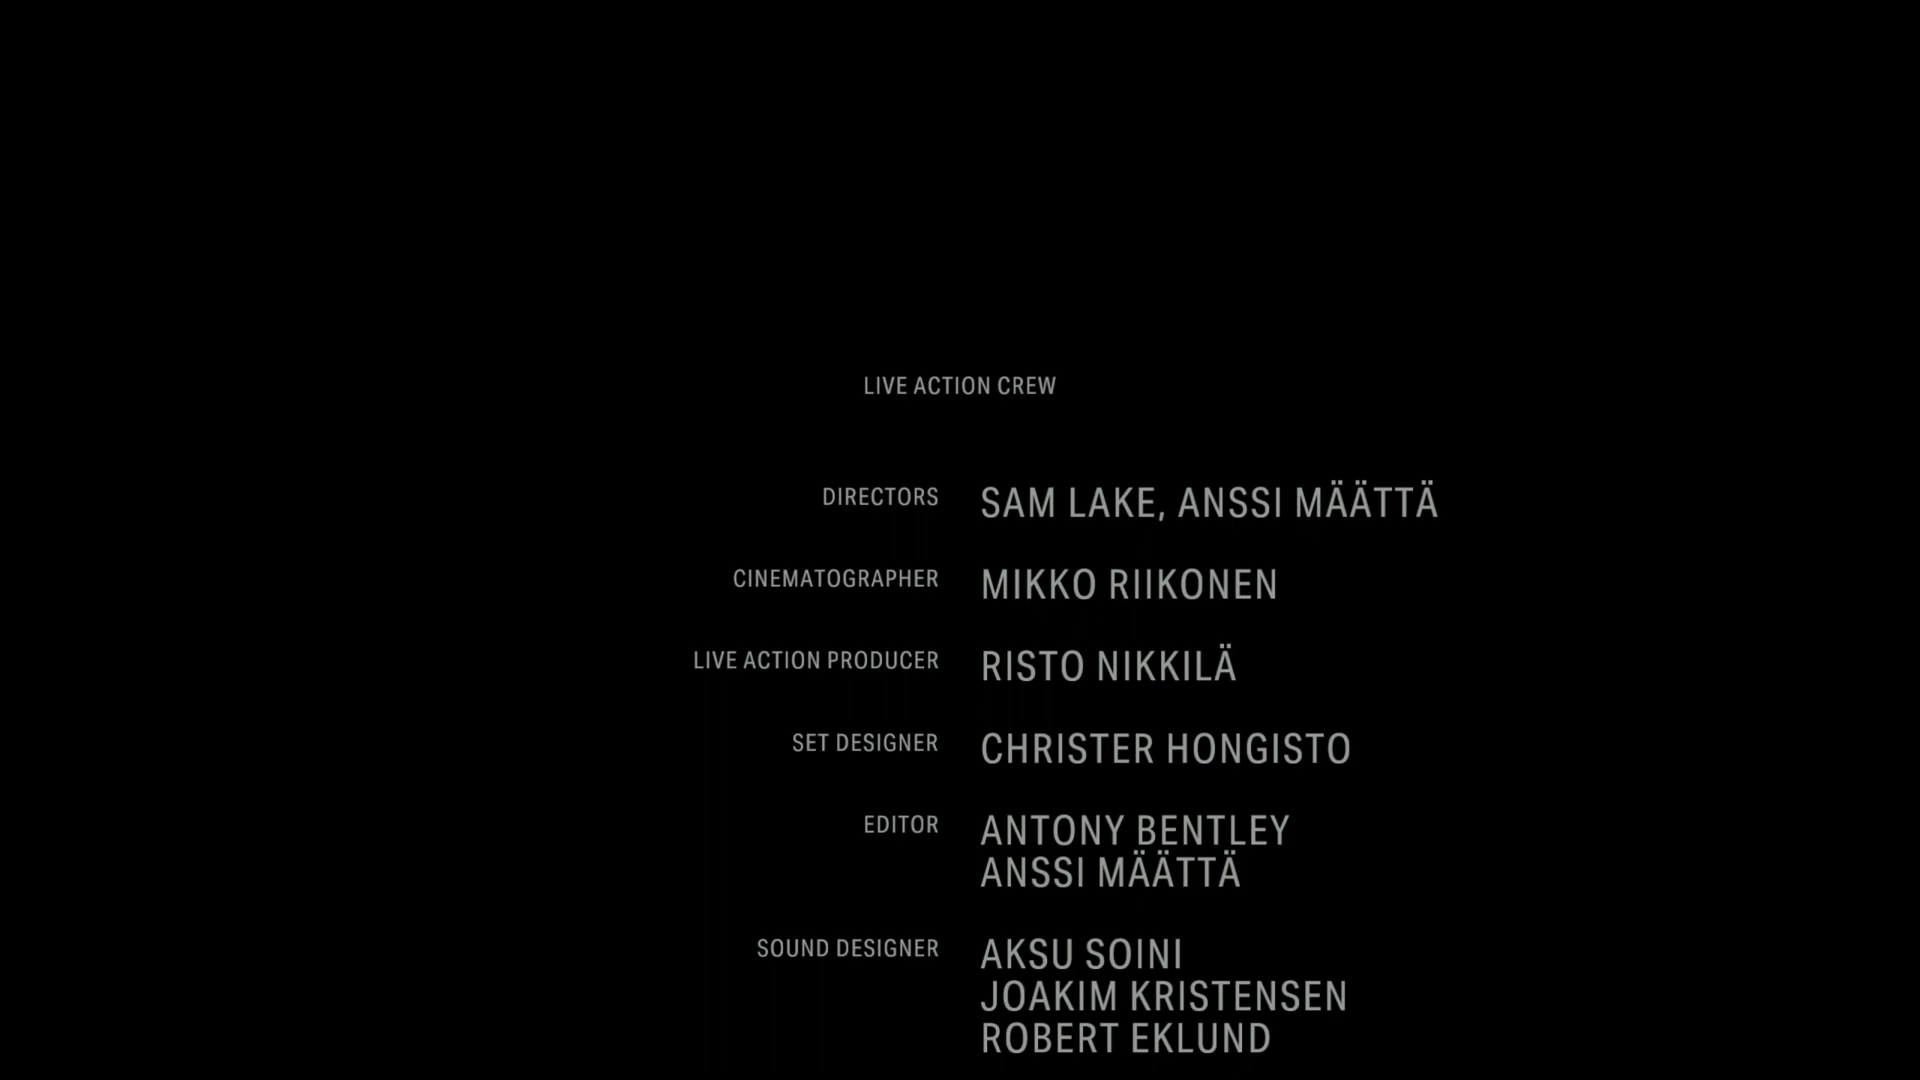 LIVE ACTION CREW
DIRECTORS SAM LAKE, ANSSI MÄÄTTÄ
CINEMATOGRAPHER MIKKO RIIKONEN
LIVE ACTION PRODUCER RISTO NIKKILÄ
SET DESIGNER CHRISTER HONGISTO
EDITOR ANTONY BENTLEY
ANSSI MÄÄTTÄ
SOUND DESIGNER AKSU SOINI
JOAKIM KRISTENSEN
ROBERT EKLUND